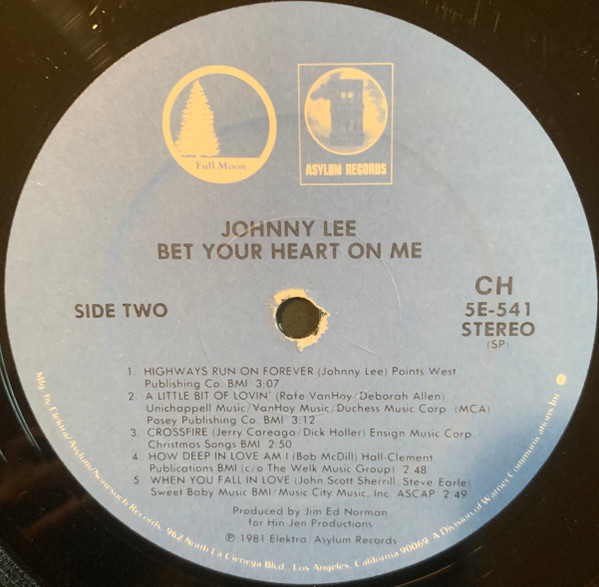 Full Moon
ASYLUM RECORDS
JOHNNY LEE
BET YOUR HEART ON ME
SIDE TWO
CH
5E-541
STEREO
(SP)
1. HIGHWAYS RUN ON FOREVER (Johnny Lee) Points West
Publishing Co. BMI 3:07
2. A LITTLE BIT OF LOVIN' (Rafe VanHoy/Deborah Allen)
Unichappell Music/VanHoy Music/Duchess Music Corp. (MCA)
Posey Publishing Co. BMI 3:12
3. CROSSFIRE (Jerry Careaga/Dick Holler) Ensign Music Corp.
Christmas Songs BMI 2:50
4. HOW DEEP IN LOVE AM I (Bob McDill) Hall-Clement
Publications BMI (c/o The Welk Music Group) 2:48
5. WHEN YOU FALL IN LOVE (John Scott Sherrill, Steve Earle)
Sweet Baby Music BMI/Music City Music, Inc. ASCAP 2:49
Produced by Jim Ed Norman
for Hin Jen Productions
℗ 1981 Elektra/Asylum Records
Mfg. by Elektra/Asylum/Nonesuch Records, 962 North La Cienega Blvd., Los Angeles, California 90069. A Division of Warner Communications Inc.